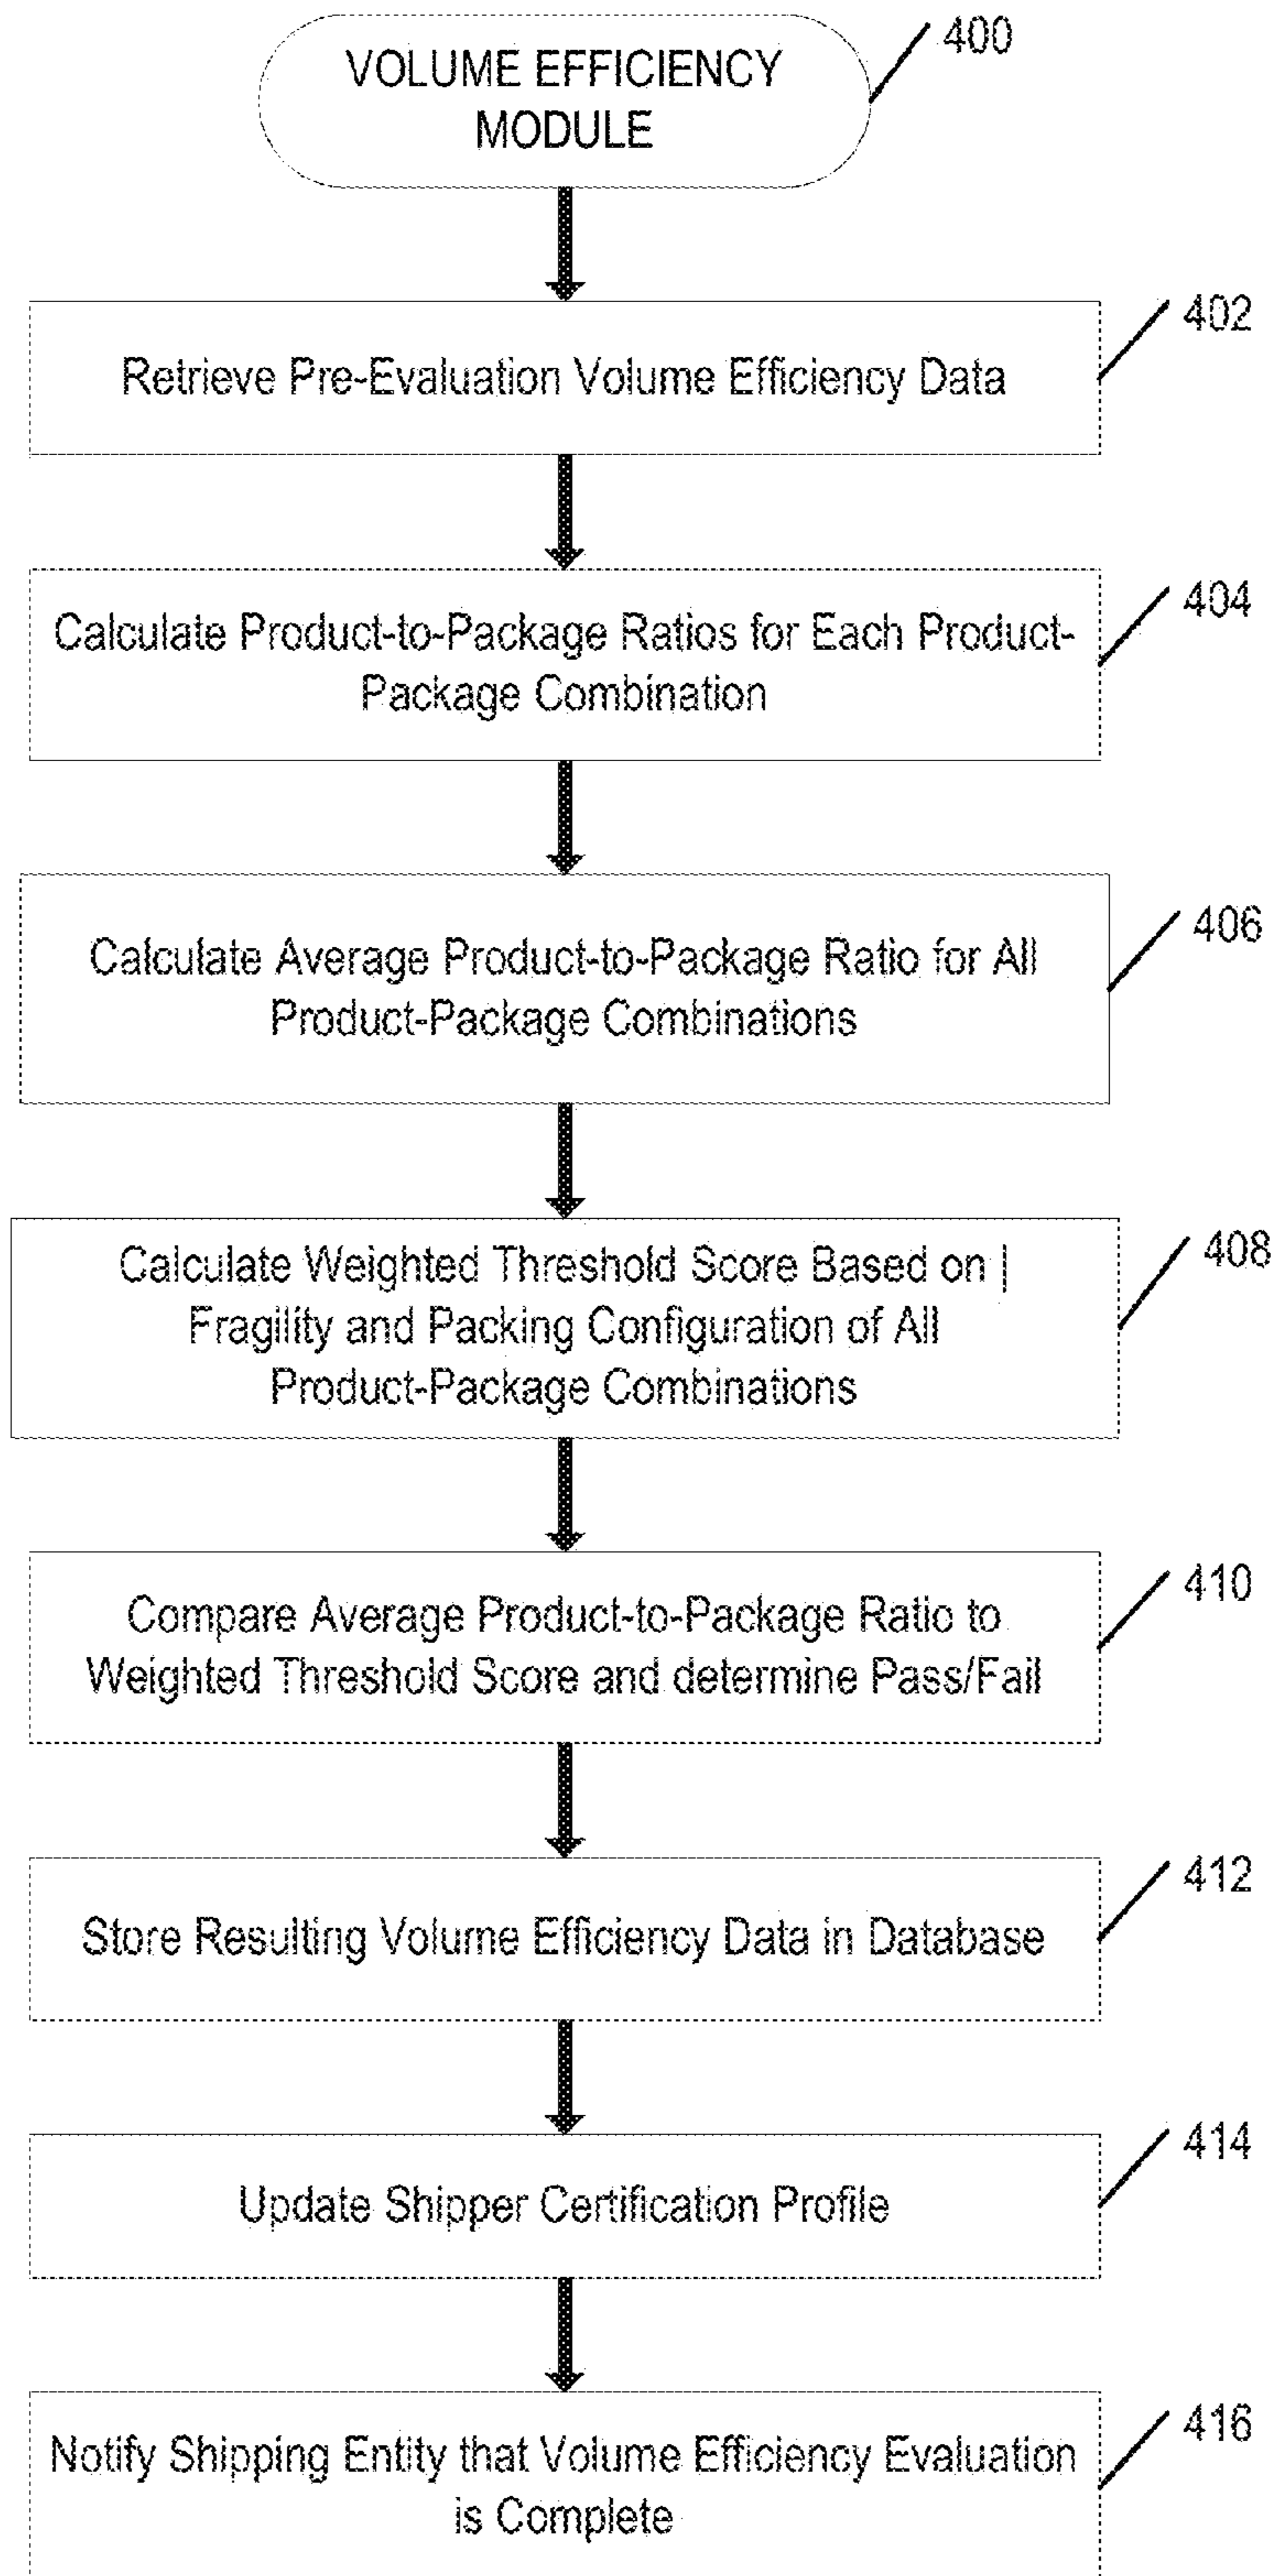 VOLUME EFFICIENCY
MODULE
400
402
Retrieve Pre-Evaluation Volume Efficiency Data
404
Calculate Product-to-Package Ratios for Each Product-
Package Combination
406
Calculate Average Product-to-Package Ratio for All
Product-Package Combinations
408
Calculate Weighted Threshold Score Based on |
Fragility and Packing Configuration of All
Product-Package Combinations
410
Compare Average Product-to-Package Ratio to
Weighted Threshold Score and determine Pass/Fail
412
Store Resulting Volume Efficiency Data in Database
414
Update Shipper Certification Profile
416
Notify Shipping Entity that Volume Efficiency Evaluation
is Complete